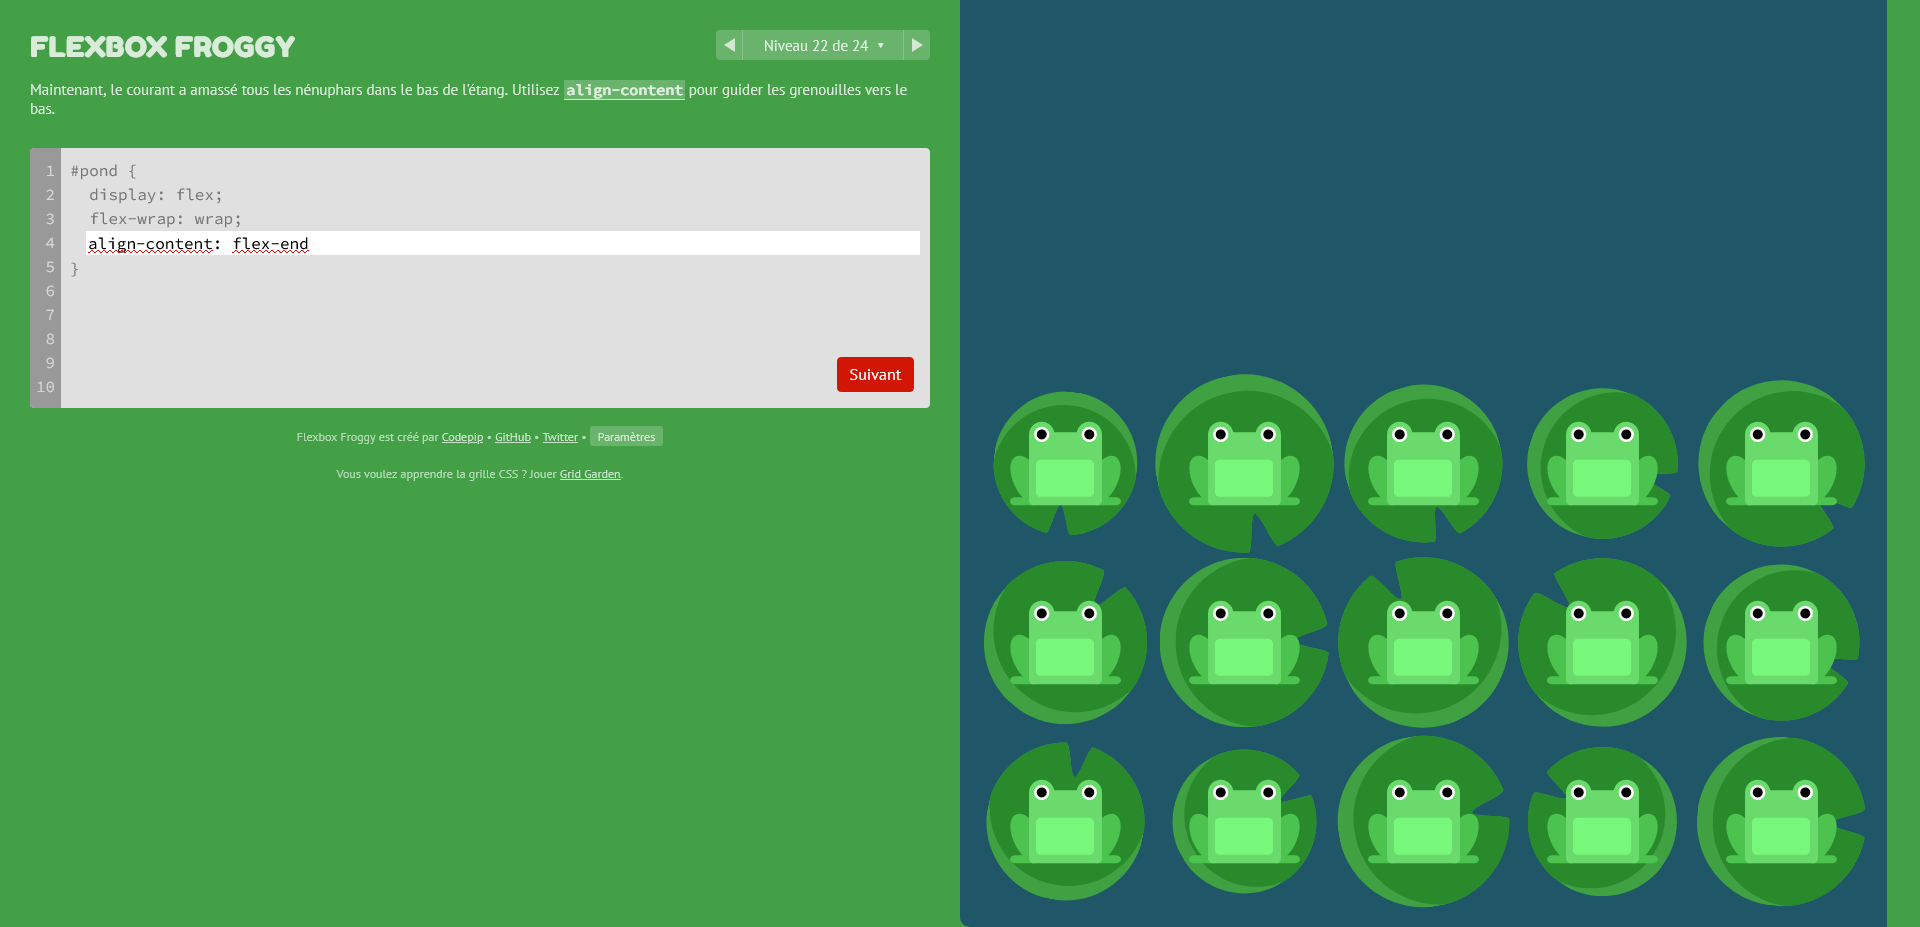 FLEXBOX FROGGY
Niveau 22 de 24 ▼
Maintenant, le courant a amassé tous les nénuphars dans le bas de l'étang. Utilisez align-content pour guider les grenouilles vers le
bas.
1 #pond {
2 display: flex;
3 flex-wrap: wrap;
4 align-content: flex-end
5 }
6
7
8
9
10
Suivant
Flexbox Froggy est créé par Codepip • GitHub • Twitter • Paramètres
Vous voulez apprendre la grille CSS ? Jouer Grid Garden.